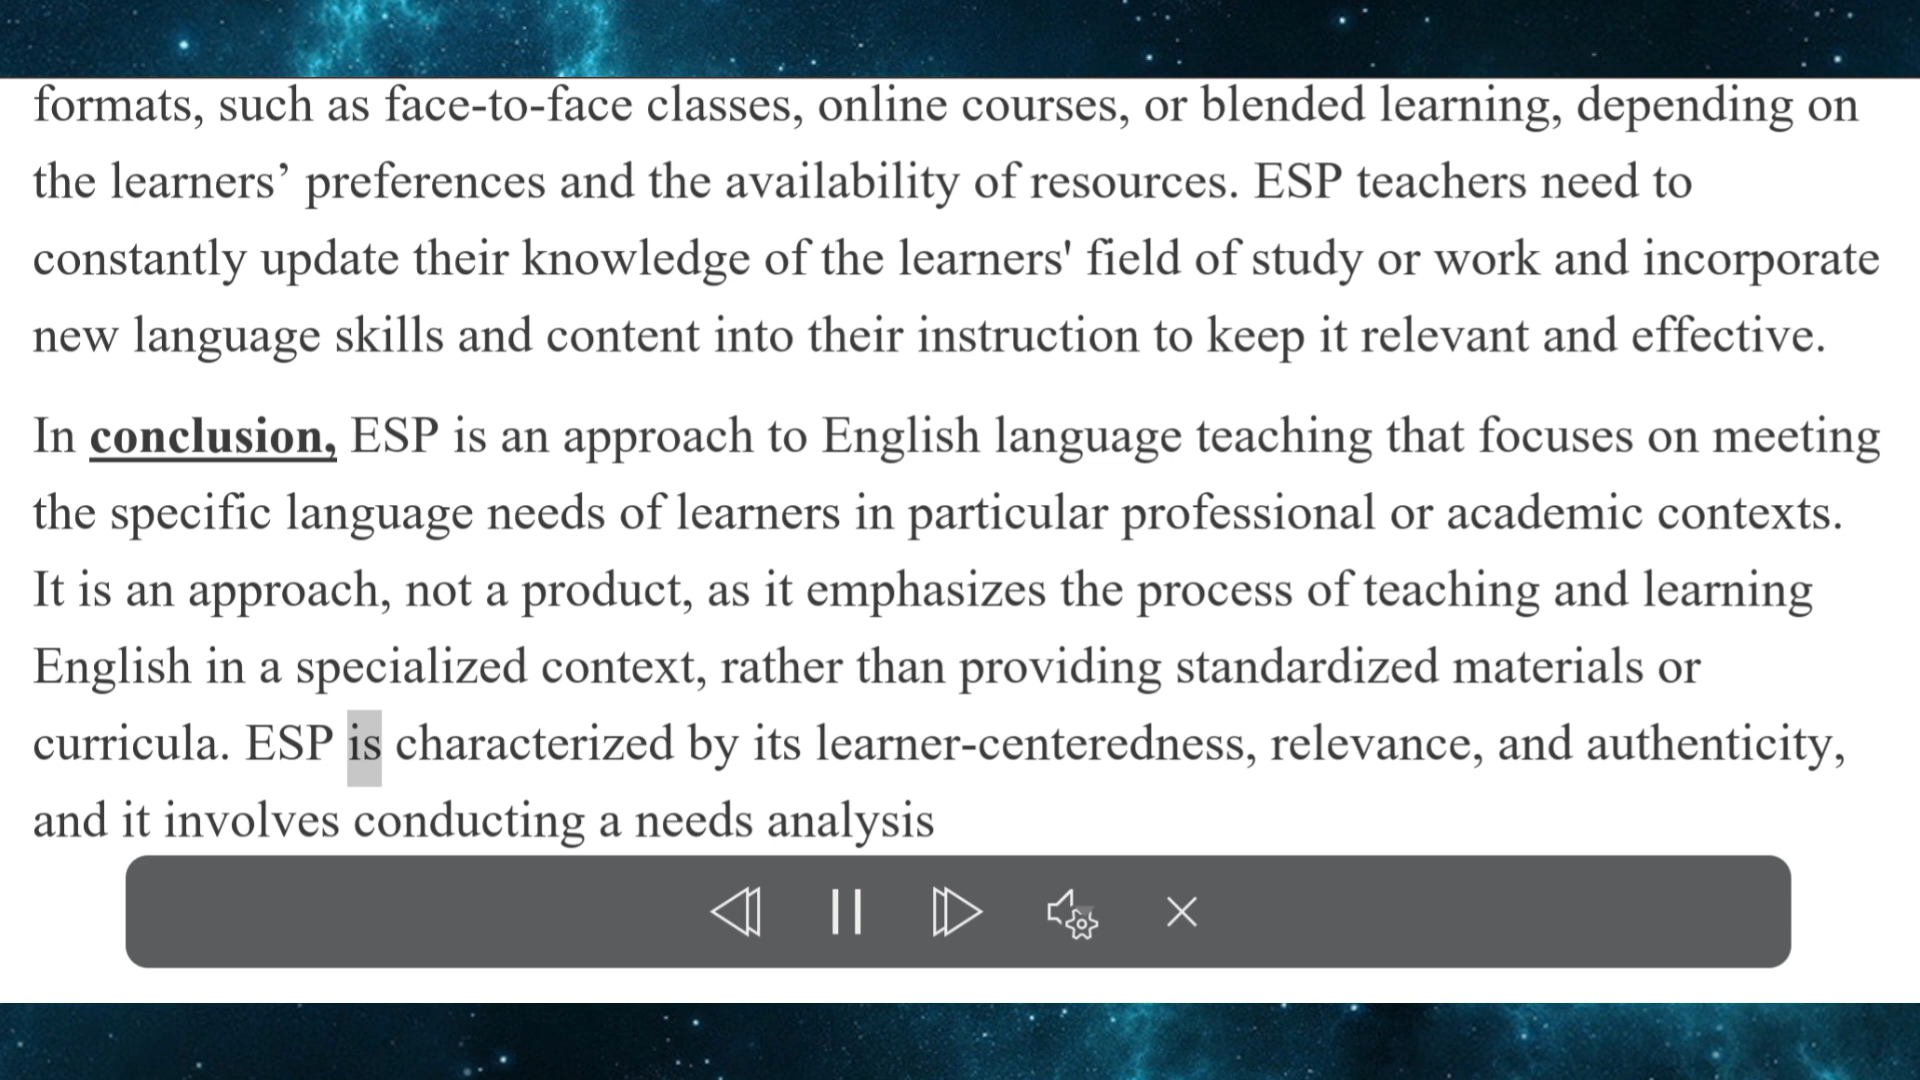 formats, such as face-to-face classes, online courses, or blended learning, depending on
the learners’ preferences and the availability of resources. ESP teachers need to
constantly update their knowledge of the learners' field of study or work and incorporate
new language skills and content into their instruction to keep it relevant and effective.
In conclusion, ESP is an approach to English language teaching that focuses on meeting
the specific language needs of learners in particular professional or academic contexts.
It is an approach, not a product, as it emphasizes the process of teaching and learning
English in a specialized context, rather than providing standardized materials or
curricula. ESP is characterized by its learner-centeredness, relevance, and authenticity,
and it involves conducting a needs analysis